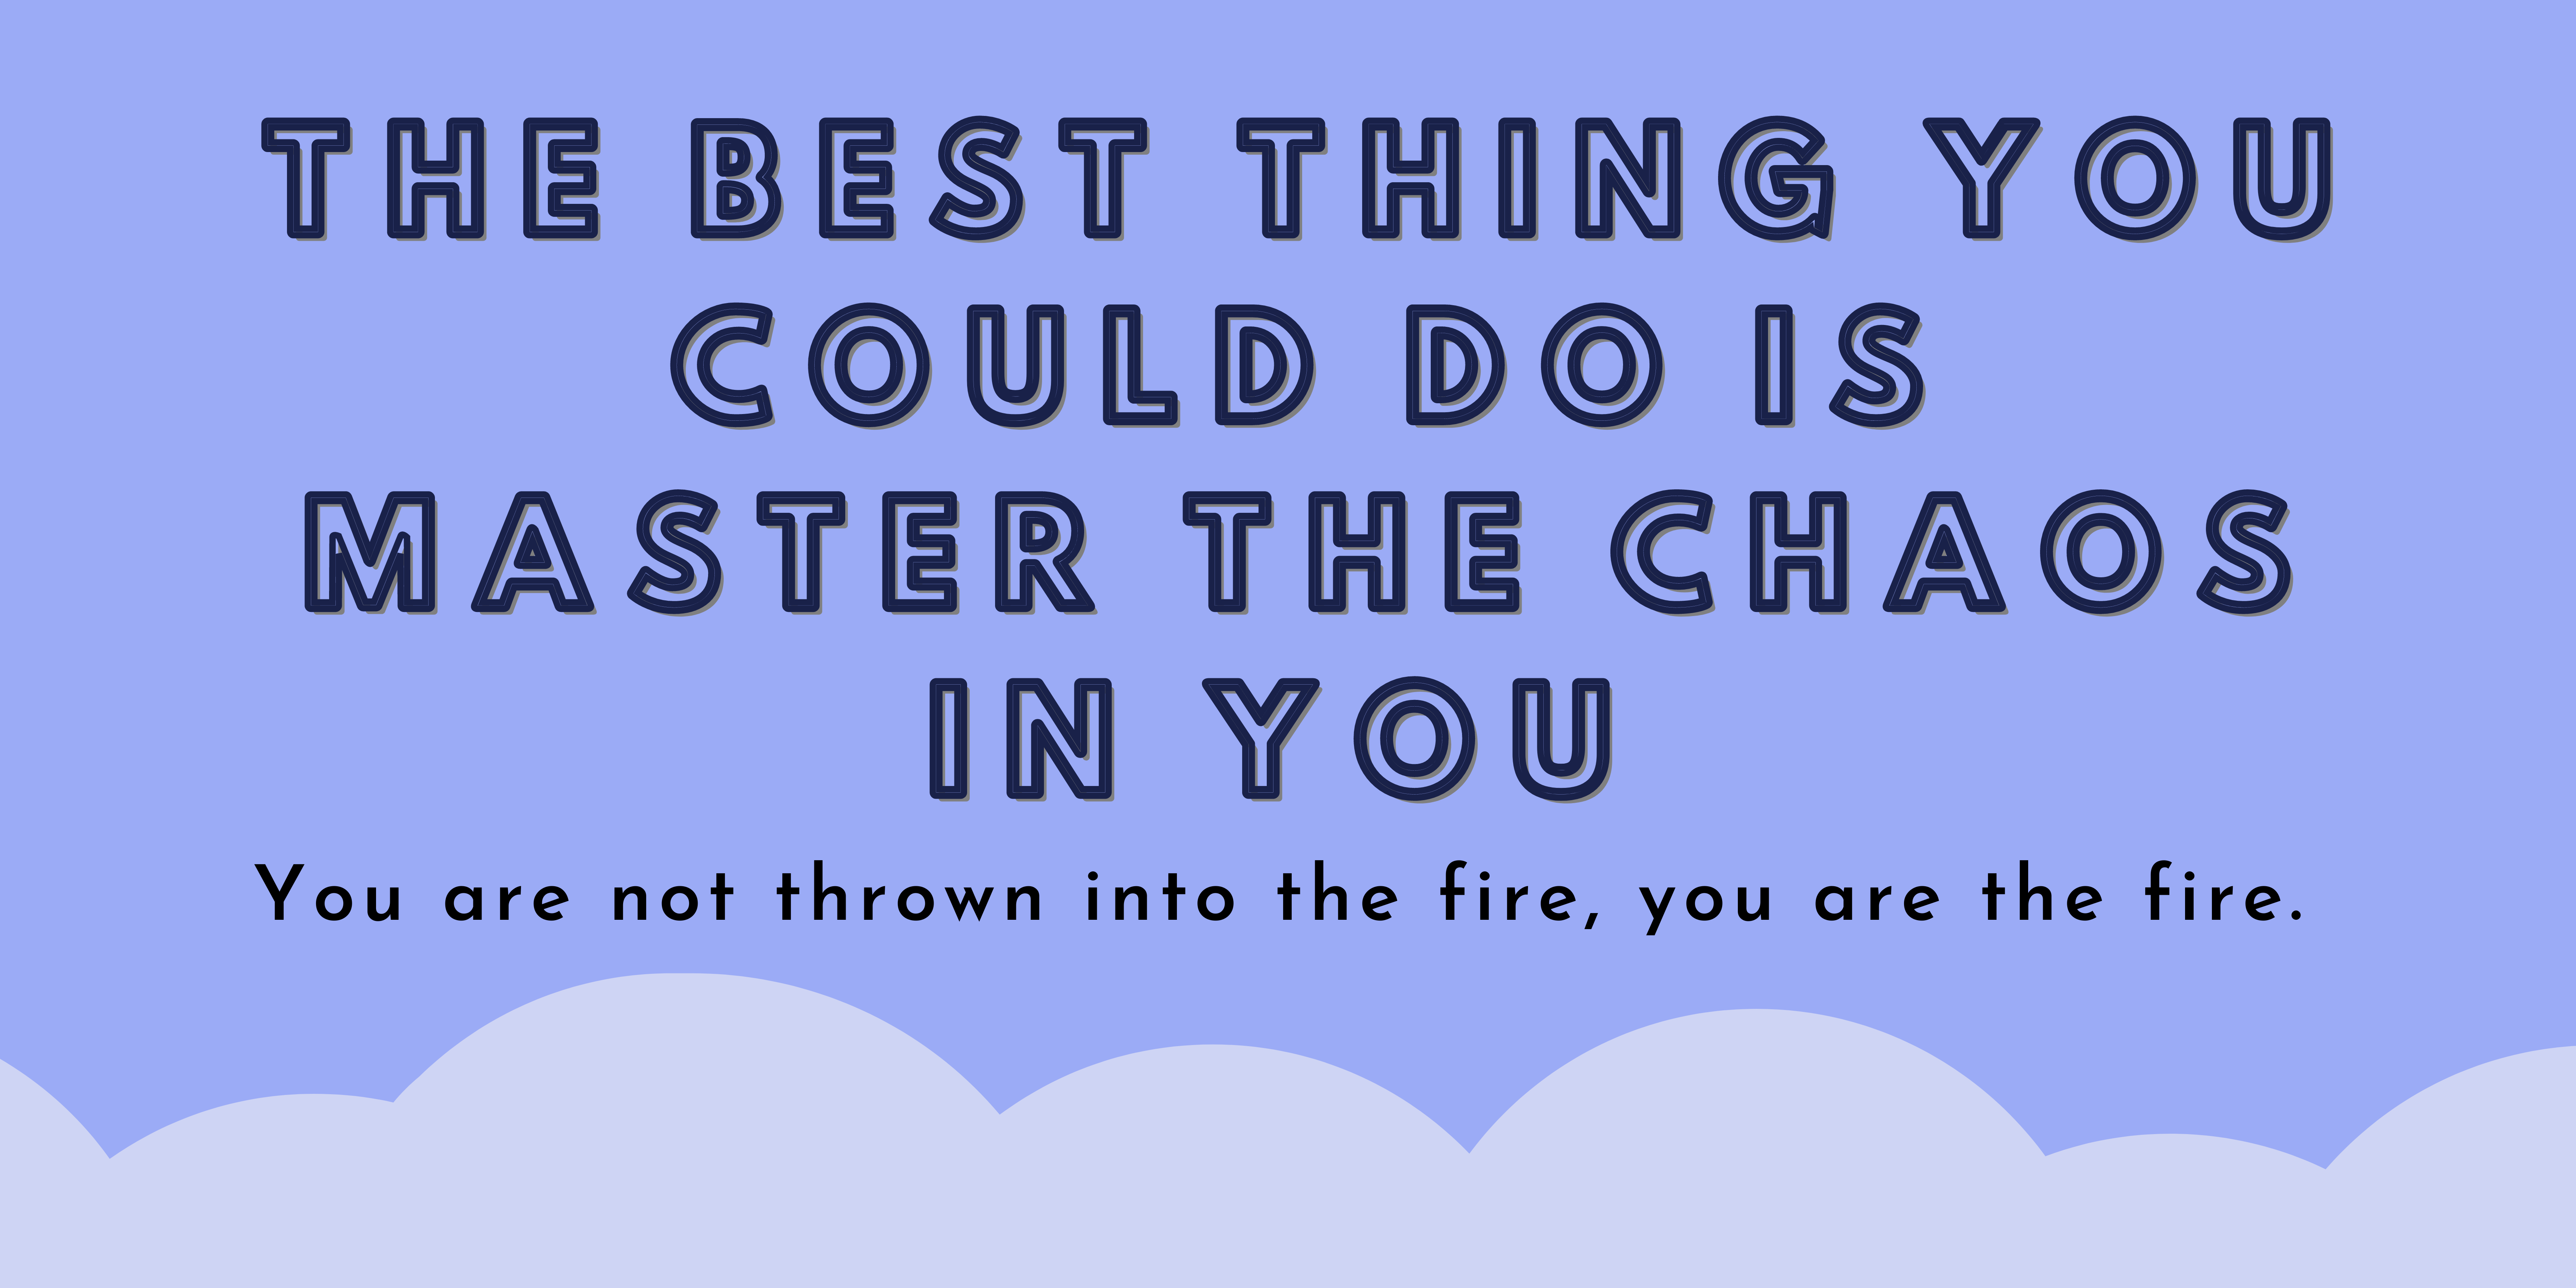 THE BEST THING YOU
COULD DO IS
MASTER THE CHAOS
IN YOU
You are not thrown into the fire, you are the fire.